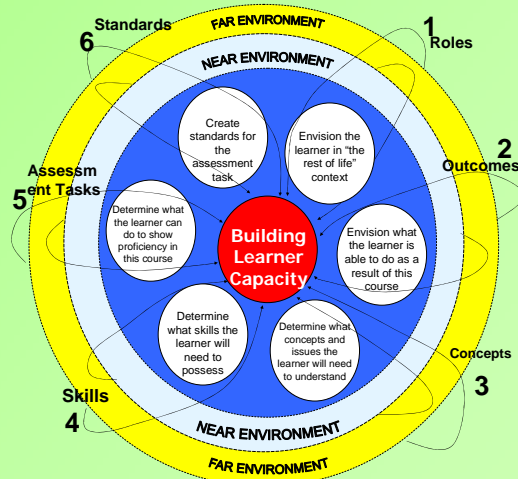 FAR ENVIRONMENT
NEAR ENVIRONMENT
1
Roles
Envision the
learner in "the
rest of life"
context
2
Outcomes
Envision what
the learner is
able to do as a
result of this
course
Concepts
3
Determine what
concepts and
issues the
learner will need
to understand
Skills
4
Determine
what skills the
learner will
need to
possess
Assessm
ent Tasks
5
Determine what
the learner can
do to show
proficiency in
this course
6
Standards
Create
standards for
the
assessment
task
Building
Learner
Capacity
NEAR ENVIRONMENT
FAR ENVIRONMENT